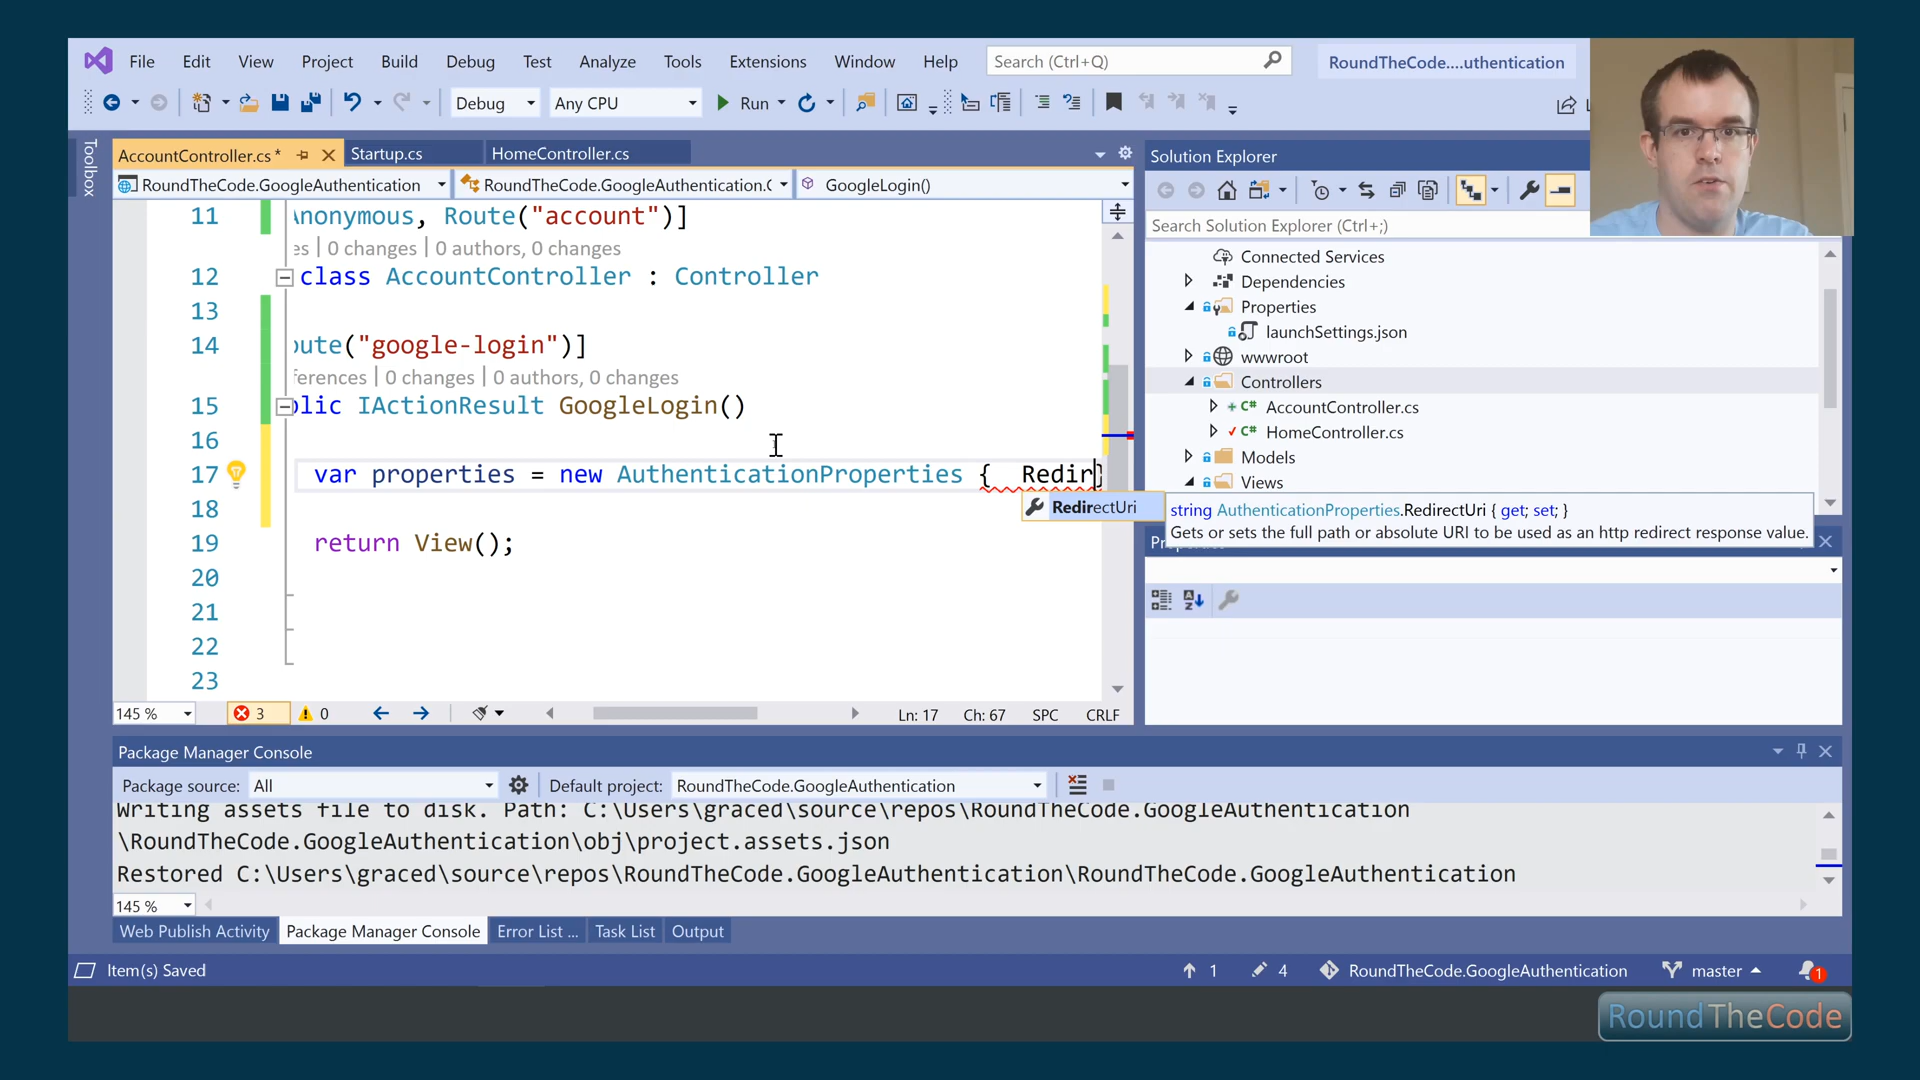 File Edit View Project Build Debug Test Analyze Tools Extensions Window Help Search (Ctrl+Q) RoundTheCode....uthentication
Debug Any CPU Run
Toolbox
AccountController.cs* Startup.cs HomeController.cs
RoundTheCode.GoogleAuthentication RoundTheCode.GoogleAuthentication.C GoogleLogin()
11 Anonymous, Route("account")]
es | 0 changes | 0 authors, 0 changes
12 class AccountController : Controller
13
14 oute("google-login")]
ferences | 0 changes | 0 authors, 0 changes
15 blic IActionResult GoogleLogin()
16
17 var properties = new AuthenticationProperties { Redir}
RedirectUri
string AuthenticationProperties.RedirectUri { get; set; }
Gets or sets the full path or absolute URI to be used as an http redirect response value.
18
19 return View();
20
21
22
23
145 % 3 0 Ln: 17 Ch: 67 SPC CRLF
Solution Explorer
Search Solution Explorer (Ctrl+;)
Connected Services
Dependencies
Properties
launchSettings.json
wwwroot
Controllers
C# AccountController.cs
C# HomeController.cs
Models
Views
Package Manager Console
Package source: All Default project: RoundTheCode.GoogleAuthentication
Writing assets file to disk. Path: C:\Users\graced\source\repos\RoundTheCode.GoogleAuthentication
\RoundTheCode.GoogleAuthentication\obj\project.assets.json
Restored C:\Users\graced\source\repos\RoundTheCode.GoogleAuthentication\RoundTheCode.GoogleAuthentication
145 %
Web Publish Activity Package Manager Console Error List ... Task List Output
Item(s) Saved 1 4 RoundTheCode.GoogleAuthentication master 1
RoundTheCode